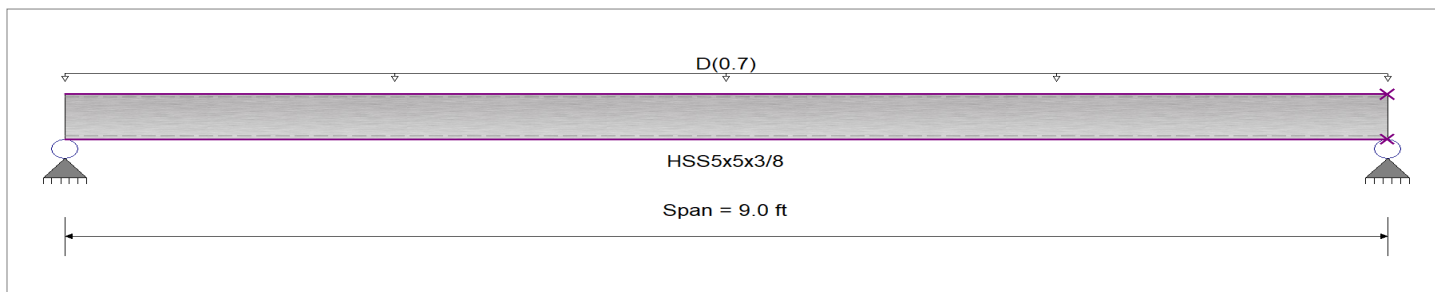 D(0.7)
HSS5x5x3/8
Span = 9.0 ft